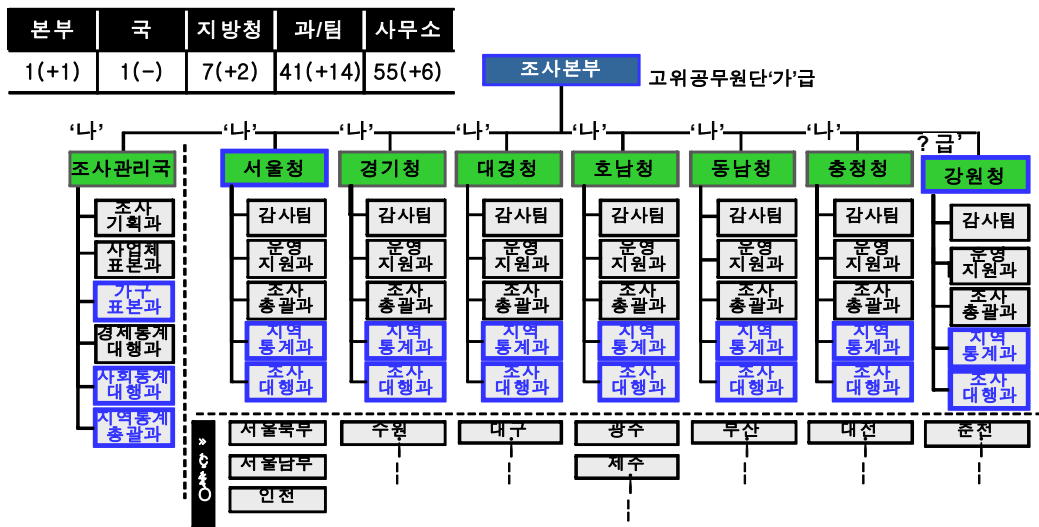 본부 국 지방청 과/팀 사무소
1(+1) 1(-) 7(+2) 41(+14) 55(+6)
조사본부
고위공무원단'가'급
'나' '나' '나' '나' '나' '나' '나' ? 급'
조사관리국 서울청 경기청 대경청 호남청 동남청 충청청 강원청
조사
기획과
사업체
표본과
가구
표본과
경제통계
대행과
사회통계
대행과
지역통계
총괄과
감사팀
운영
지원과
조사
총괄과
지역
통계과
조사
대행과
감사팀
운영
지원과
조사
총괄과
지역
통계과
조사
대행과
감사팀
운영
지원과
조사
총괄과
지역
통계과
조사
대행과
감사팀
운영
지원과
조사
총괄과
지역
통계과
조사
대행과
감사팀
운영
지원과
조사
총괄과
지역
통계과
조사
대행과
감사팀
운영
지원과
조사
총괄과
지역
통계과
조사
대행과
감사팀
운영
지원과
조사
총괄과
지역
통계과
조사
대행과
서울북부 수원 대구 광주 부산 대전 춘천
서울남부 제주
인천